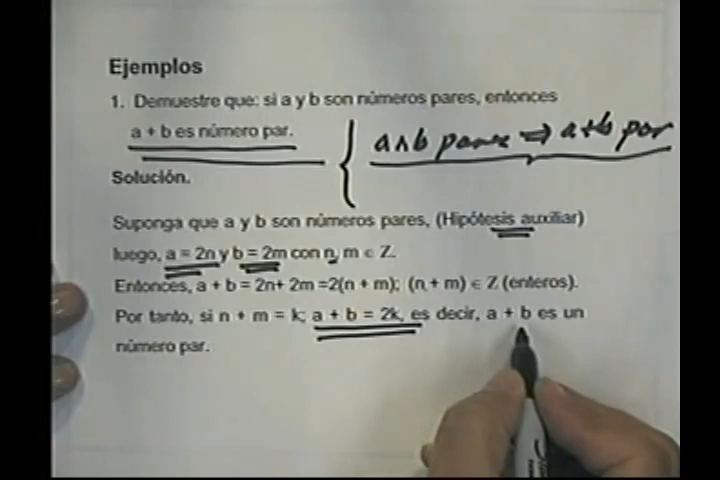 Ejemplos
1. Demuestre que: si a y b son números pares, entonces
a + b es número par.
a ∧ b pares ⇒ a+b par
Solución.
Suponga que a y b son números pares, (Hipótesis auxiliar)
luego, a = 2n y b = 2m con n, m ∈ Z.
Entonces, a + b = 2n+ 2m =2(n + m); (n + m) ∈ Z (enteros).
Por tanto, si n + m = k; a + b = 2k, es decir, a + b es un
número par.